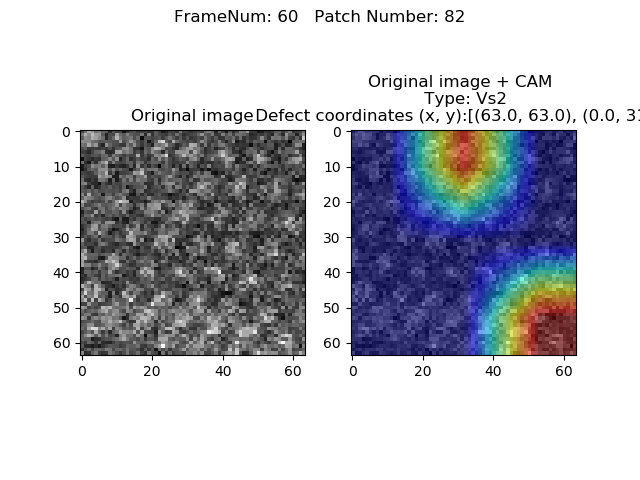 FrameNum: 60   Patch Number: 82
Original image
Original image + CAM
Type: Vs2
Defect coordinates (x, y):[(63.0, 63.0), (0.0, 31
0
10
20
30
40
50
60
0 20 40 60
0
10
20
30
40
50
60
0 20 40 60